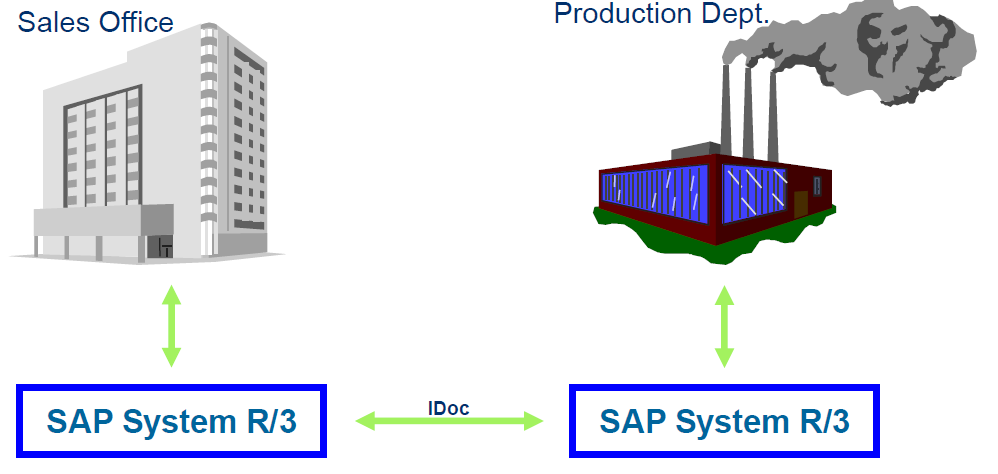 Sales Office
Production Dept.
SAP System R/3
IDoc
SAP System R/3